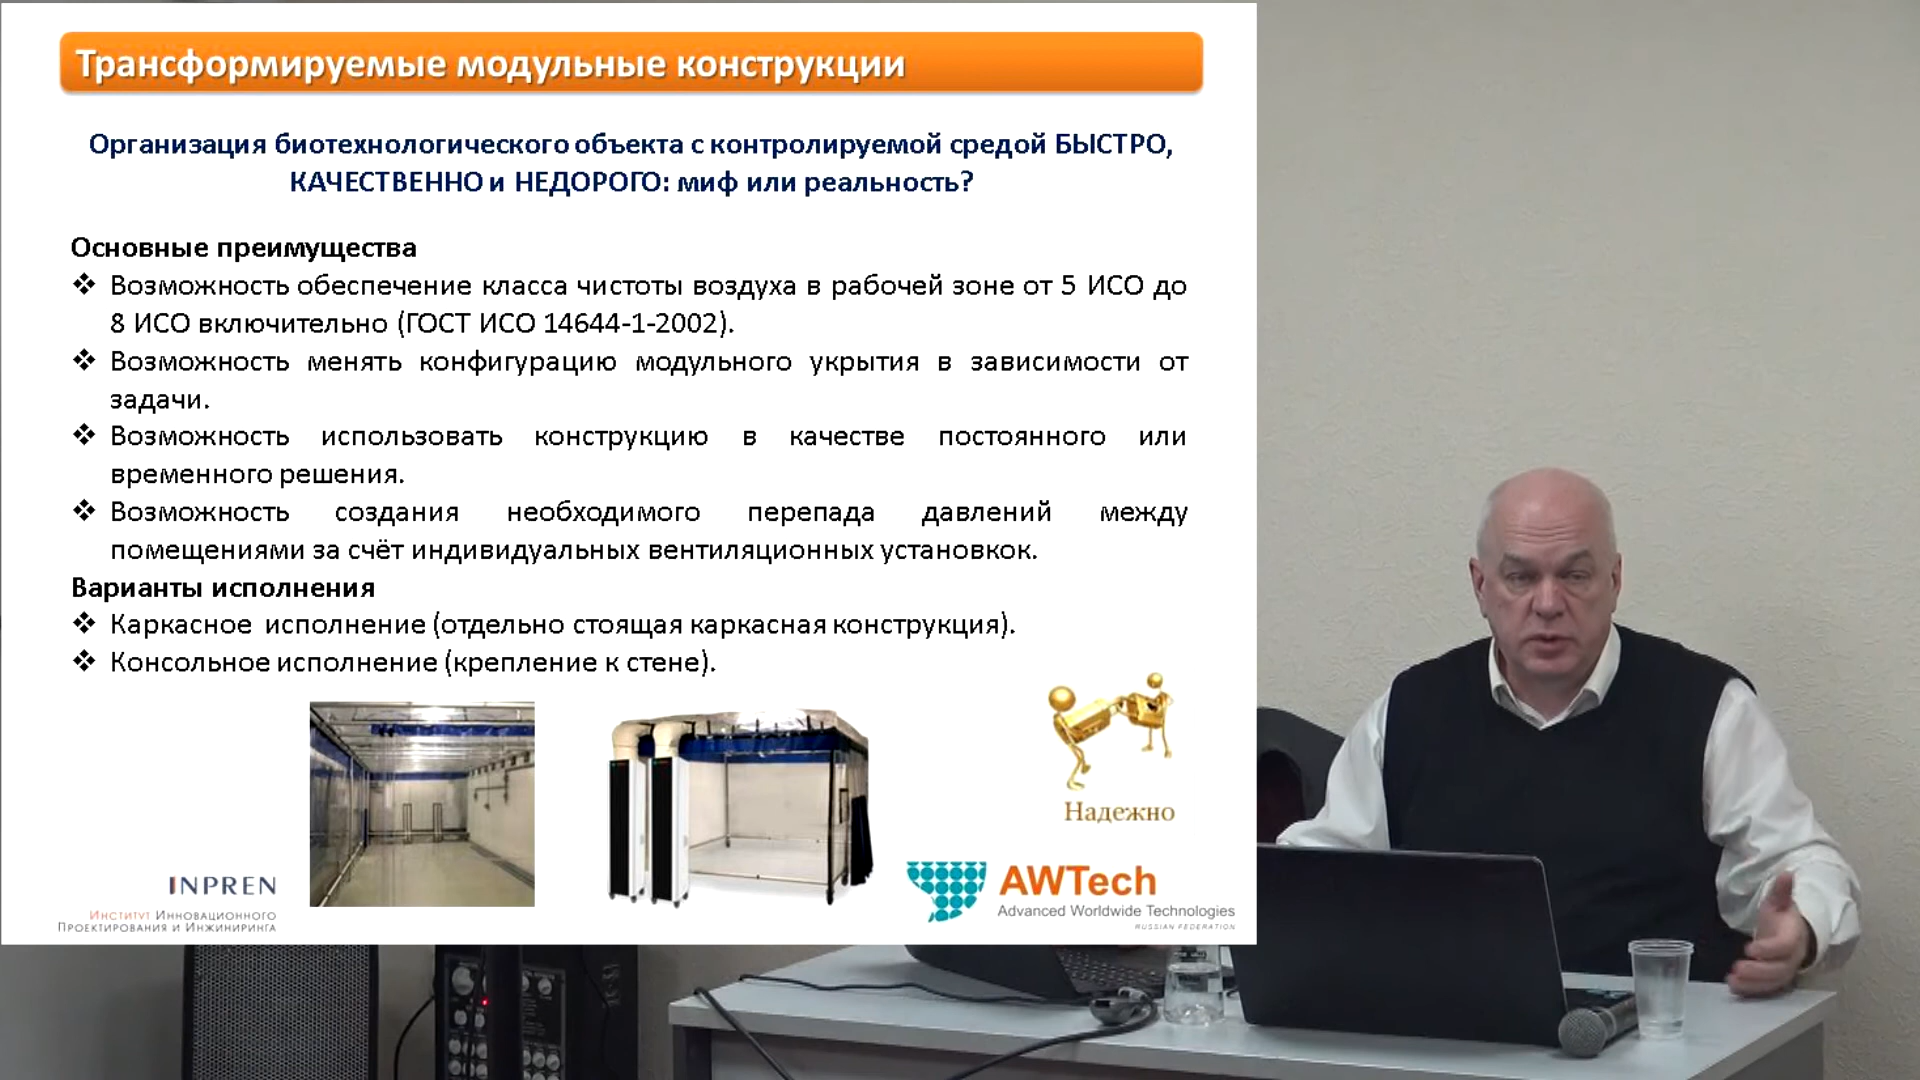 Трансформируемые модульные конструкции
Организация биотехнологического объекта с контролируемой средой БЫСТРО,
КАЧЕСТВЕННО и НЕДОРОГО: миф или реальность?
Основные преимущества
❖ Возможность обеспечение класса чистоты воздуха в рабочей зоне от 5 ИСО до
8 ИСО включительно (ГОСТ ИСО 14644-1-2002).
❖ Возможность менять конфигурацию модульного укрытия в зависимости от
задачи.
❖ Возможность использовать конструкцию в качестве постоянного или
временного решения.
❖ Возможность создания необходимого перепада давлений между
помещениями за счёт индивидуальных вентиляционных установкок.
Варианты исполнения
❖ Каркасное исполнение (отдельно стоящая каркасная конструкция).
❖ Консольное исполнение (крепление к стене).
Надежно
INPREN
Институт Инновационного
Проектирования и Инжиниринга
AWTech
Advanced Worldwide Technologies
RUSSIAN FEDERATION